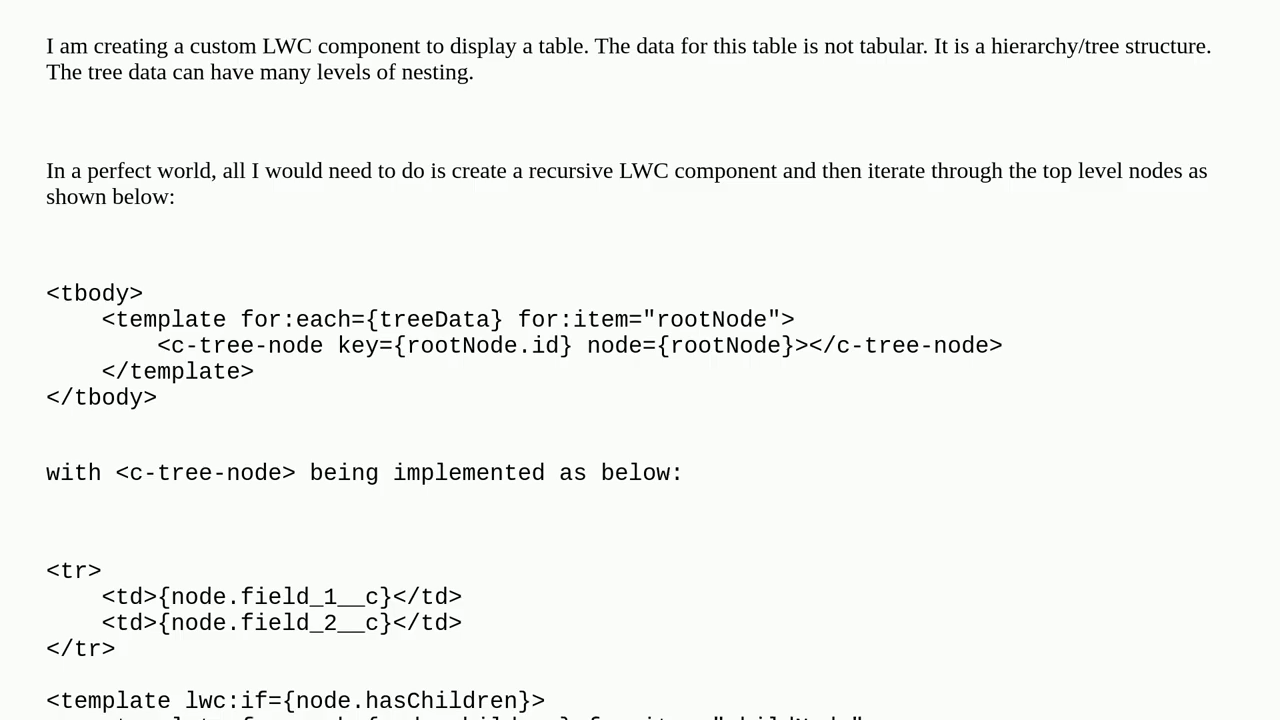 I am creating a custom LWC component to display a table. The data for this table is not tabular. It is a hierarchy/tree structure.
The tree data can have many levels of nesting.
In a perfect world, all I would need to do is create a recursive LWC component and then iterate through the top level nodes as
shown below:
<tbody>
    <template for:each={treeData} for:item="rootNode">
        <c-tree-node key={rootNode.id} node={rootNode}></c-tree-node>
    </template>
</tbody>
with <c-tree-node> being implemented as below:
<tr>
    <td>{node.field_1__c}</td>
    <td>{node.field_2__c}</td>
</tr>
<template lwc:if={node.hasChildren}>